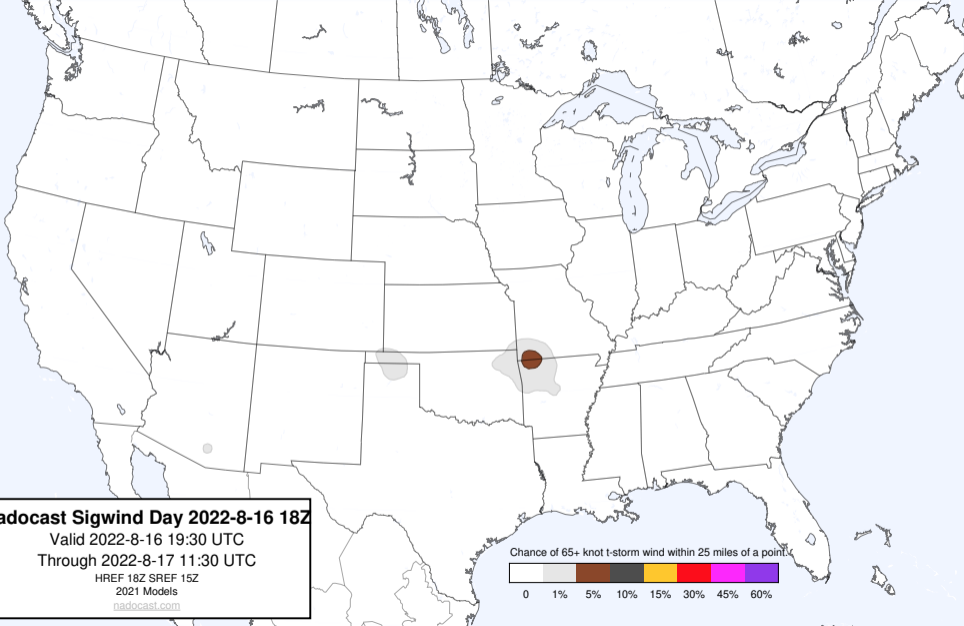 adocast Sigwind Day 2022-8-16 18Z
Valid 2022-8-16 19:30 UTC
Through 2022-8-17 11:30 UTC
HREF 18Z SREF 15Z
2021 Models
nadocast.com
Chance of 65+ knot t-storm wind within 25 miles of a point.
0 1% 5% 10% 15% 30% 45% 60%